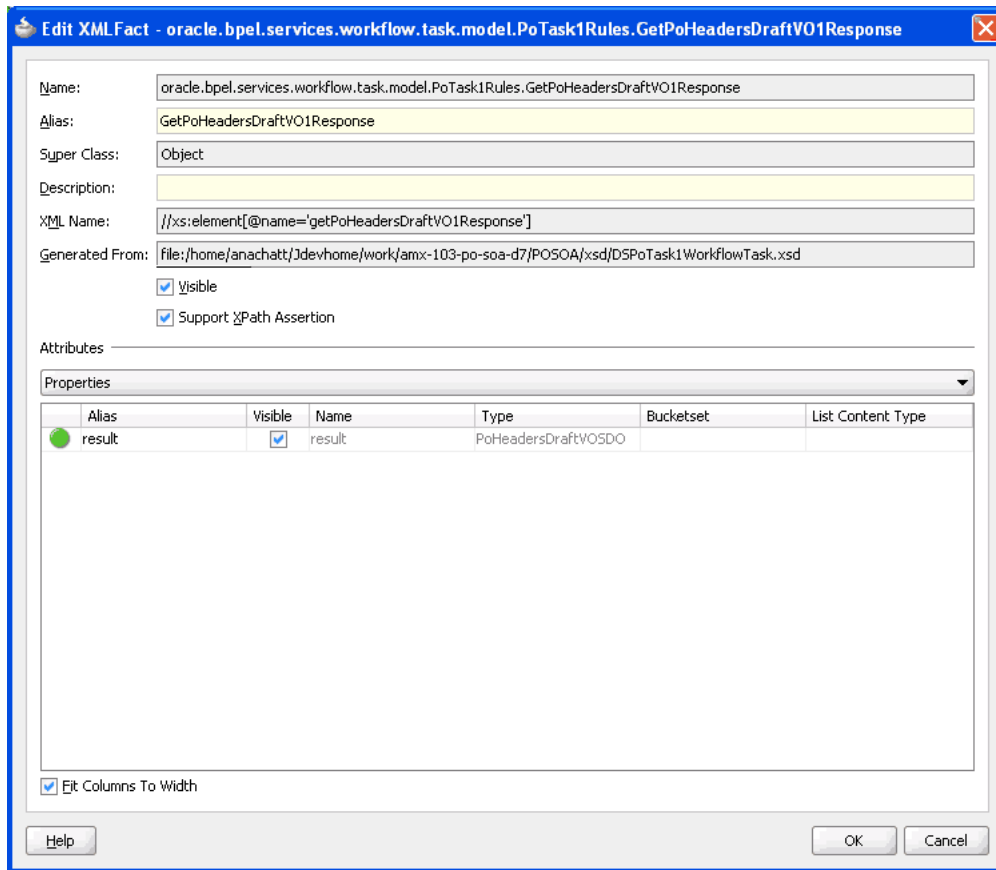 Edit XMLFact - oracle.bpel.services.workflow.task.model.PoTask1Rules.GetPoHeadersDraftVO1Response
Name: oracle.bpel.services.workflow.task.model.PoTask1Rules.GetPoHeadersDraftVO1Response
Alias: GetPoHeadersDraftVO1Response
Super Class: Object
Description:
XML Name: //xs:element[@name='getPoHeadersDraftVO1Response']
Generated From: file:/home/anachatt/Jdevhome/work/amx-103-po-soa-d7/POSOA/xsd/DSPoTask1WorkflowTask.xsd
Visible
Support XPath Assertion
Attributes
Properties
Alias Visible Name Type Bucketset List Content Type
result result PoHeadersDraftVOSDO
Fit Columns To Width
Help OK Cancel